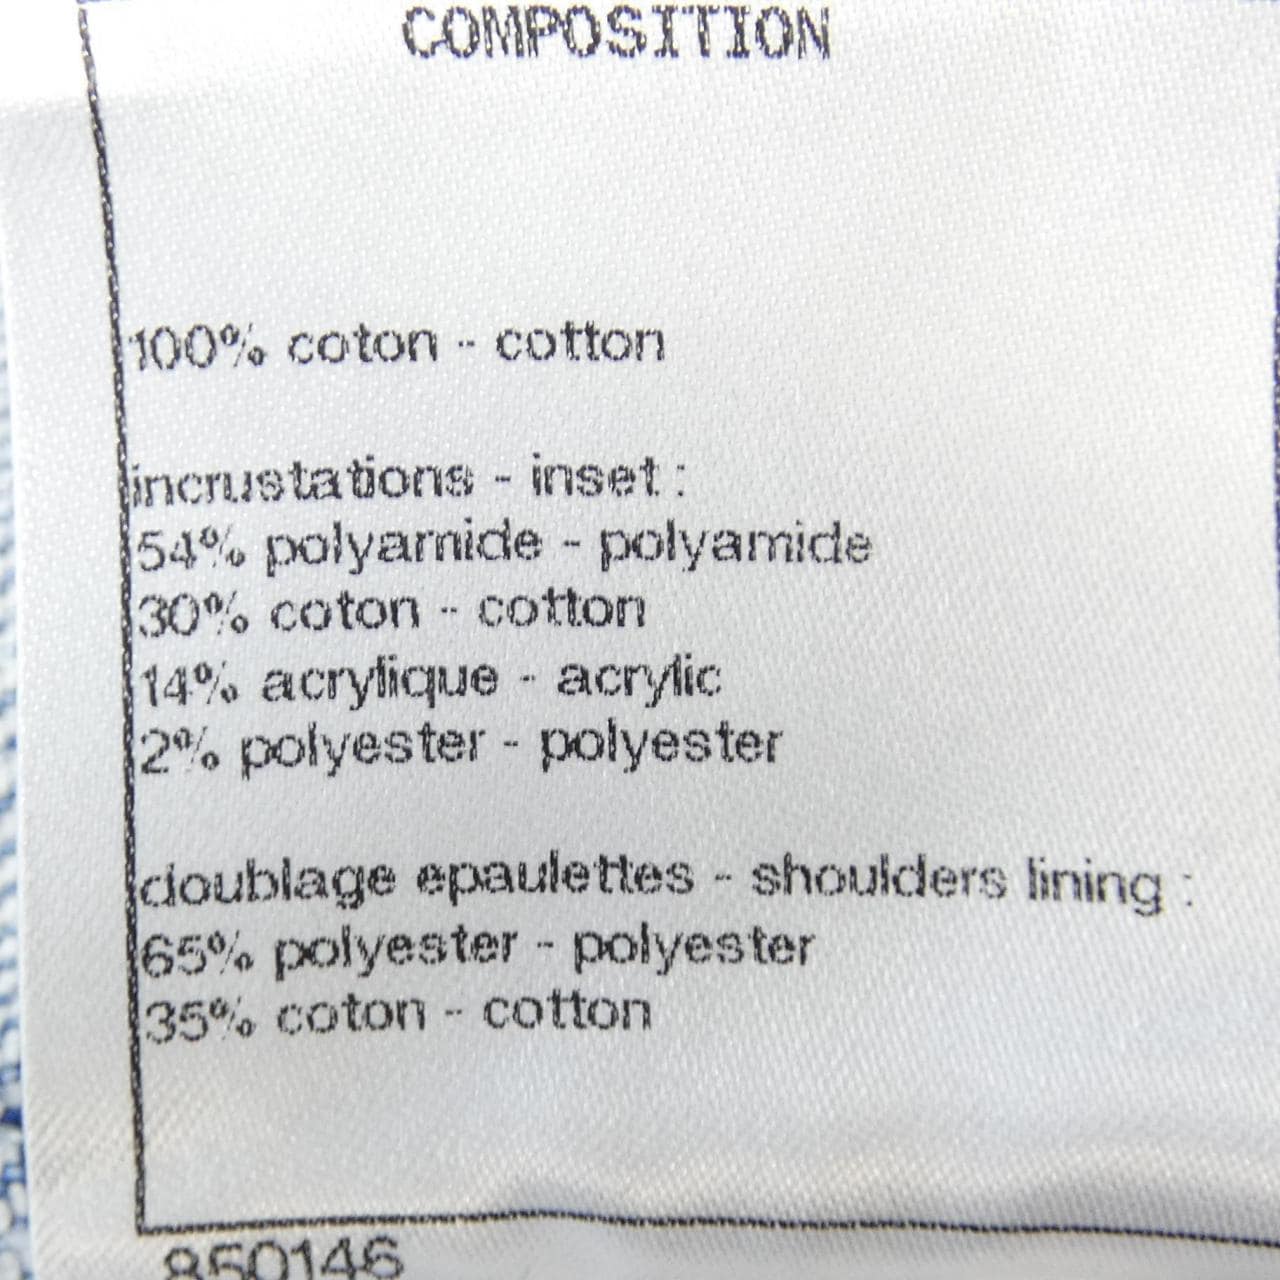 COMPOSITION
100% coton - cotton
incrustations - inset :
54% polyamide - polyamide
30% coton - cotton
14% acrylique - acrylic
2% polyester - polyester
doublage epaulettes - shoulders lining :
65% polyester - polyester
35% coton - cotton
850146